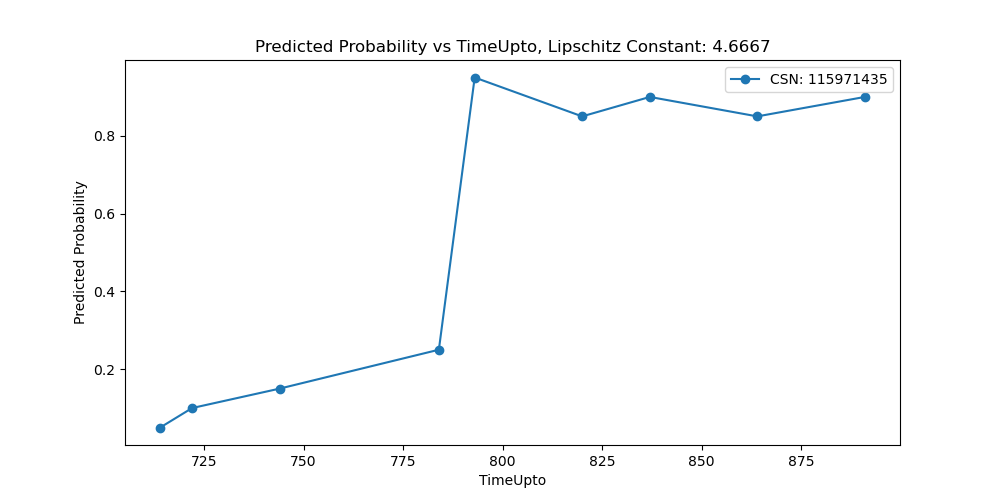 Predicted Probability vs TimeUpto, Lipschitz Constant: 4.6667
CSN: 115971435
Predicted Probability
0.8
0.6
0.4
0.2
725 750 775 800 825 850 875
TimeUpto